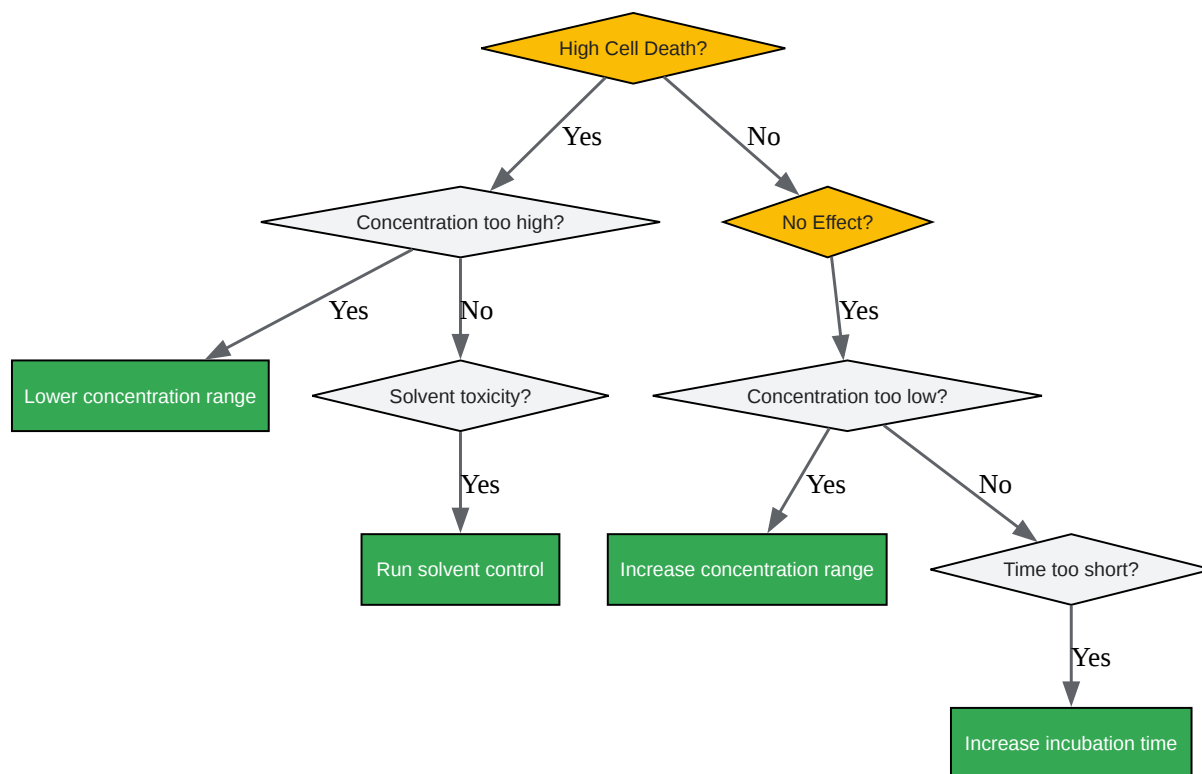 High Cell Death?
Yes
No
Concentration too high?
No Effect?
Yes
No
Yes
Lower concentration range
Solvent toxicity?
Concentration too low?
Yes
Yes
No
Run solvent control
Increase concentration range
Time too short?
Yes
Increase incubation time